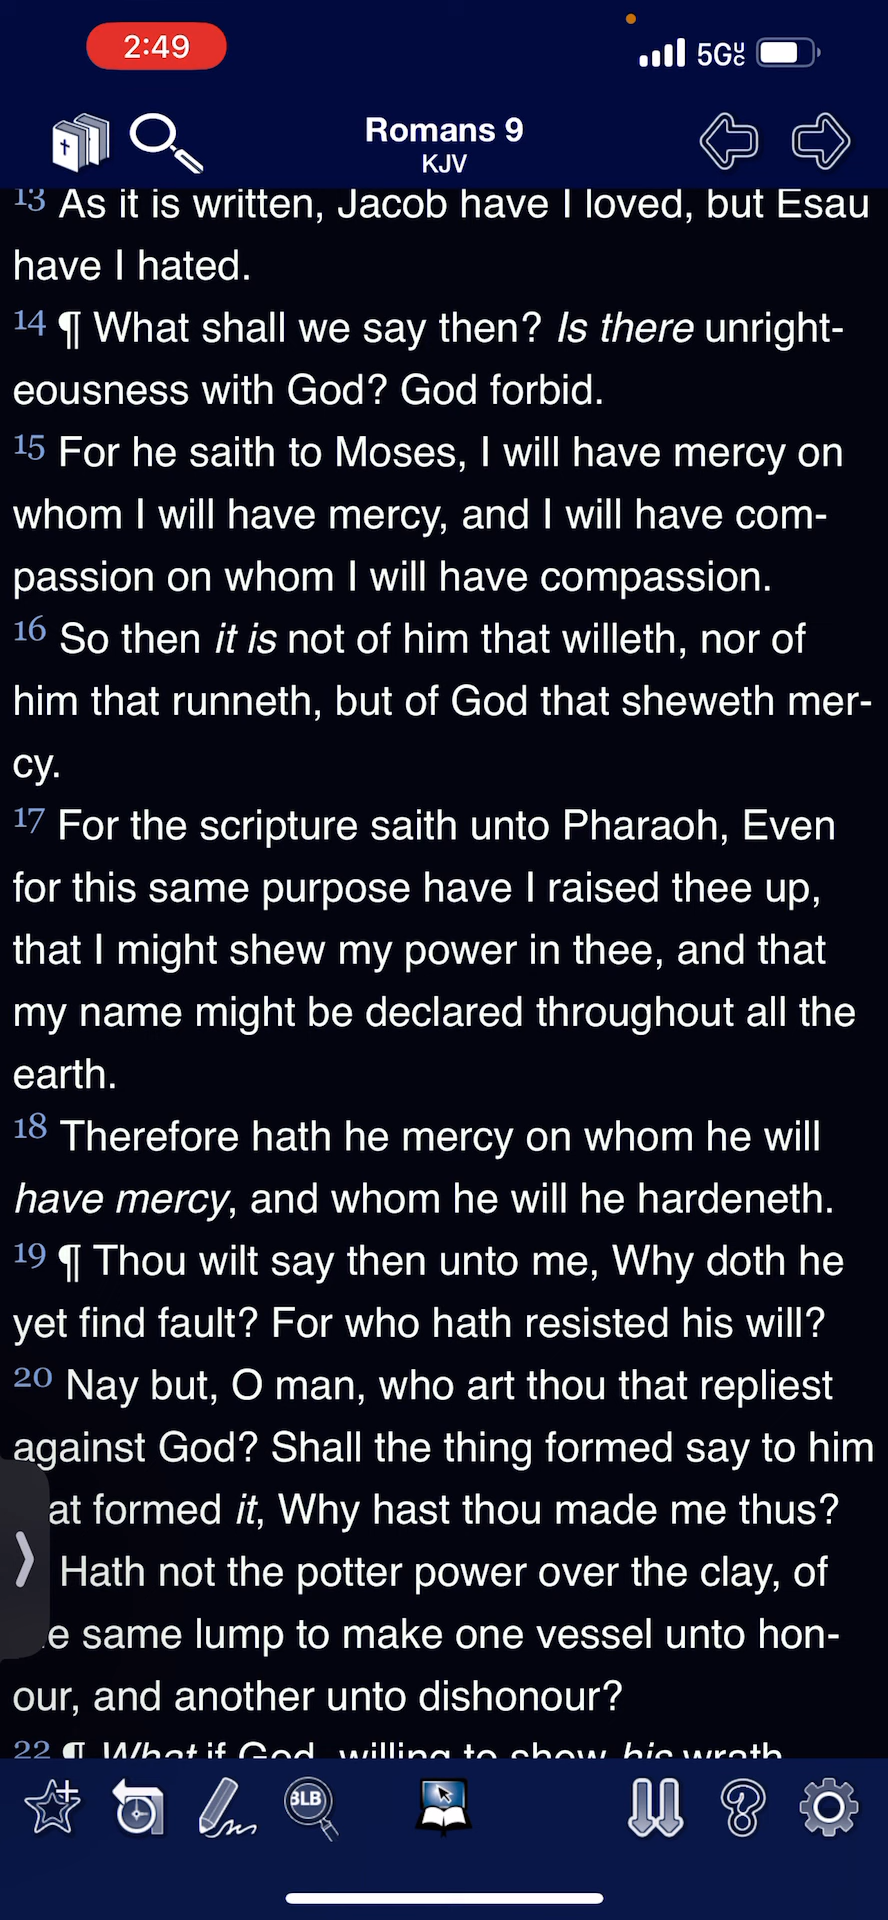 2:49
5G UC
Romans 9
KJV
13 As it is written, Jacob have I loved, but Esau
have I hated.
14 ¶ What shall we say then? Is there unright-
eousness with God? God forbid.
15 For he saith to Moses, I will have mercy on
whom I will have mercy, and I will have com-
passion on whom I will have compassion.
16 So then it is not of him that willeth, nor of
him that runneth, but of God that sheweth mer-
cy.
17 For the scripture saith unto Pharaoh, Even
for this same purpose have I raised thee up,
that I might shew my power in thee, and that
my name might be declared throughout all the
earth.
18 Therefore hath he mercy on whom he will
have mercy, and whom he will he hardeneth.
19 ¶ Thou wilt say then unto me, Why doth he
yet find fault? For who hath resisted his will?
20 Nay but, O man, who art thou that repliest
against God? Shall the thing formed say to him
at formed it, Why hast thou made me thus?
Hath not the potter power over the clay, of
e same lump to make one vessel unto hon-
our, and another unto dishonour?
22 ¶ What if God, willing to shew his wrath,
BLB